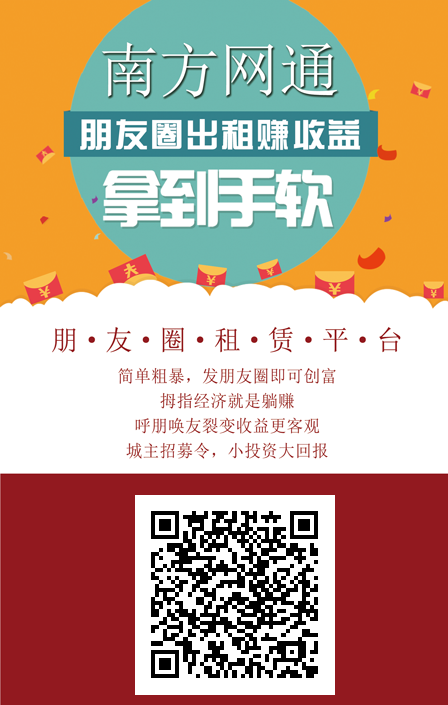 南方网通
朋友圈出租赚收益
拿到手软
大
¥
¥
¥
¥
¥
¥
朋·友·圈·租·赁·平·台
简单粗暴，发朋友圈即可创富
拇指经济就是躺赚
呼朋唤友裂变收益更客观
城主招募令，小投资大回报